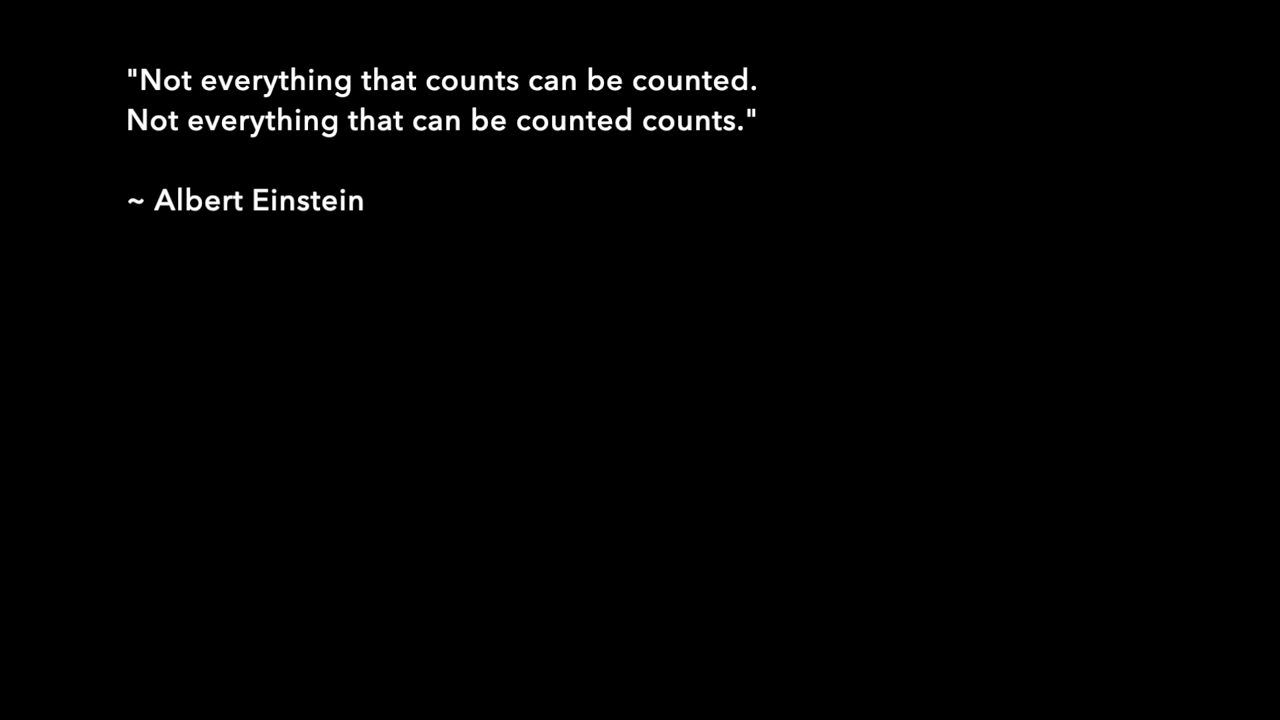 "Not everything that counts can be counted.
Not everything that can be counted counts."
~ Albert Einstein